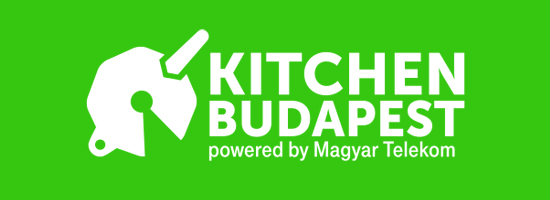 KITCHEN
BUDAPEST
powered by Magyar Telekom